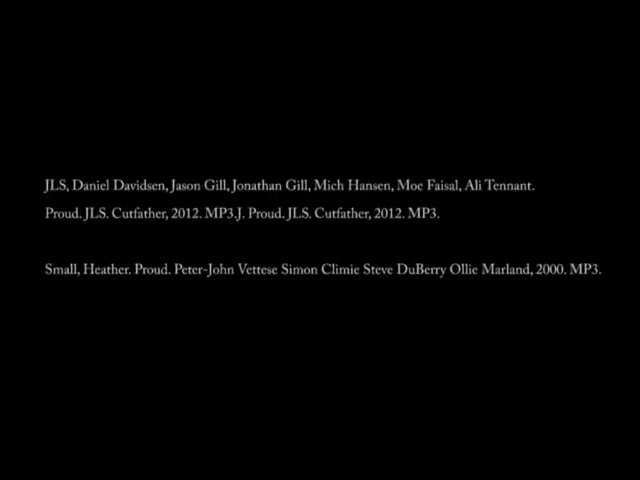 JLS, Daniel Davidsen, Jason Gill, Jonathan Gill, Mich Hansen, Moe Faisal, Ali Tennant.
Proud. JLS. Cutfather, 2012. MP3.J. Proud. JLS. Cutfather, 2012. MP3.
Small, Heather. Proud. Peter-John Vettese Simon Climie Steve DuBerry Ollie Marland, 2000. MP3.